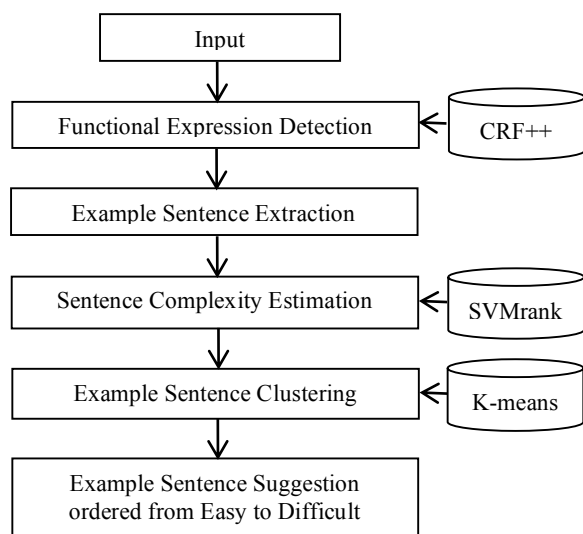 Input
Functional Expression Detection
CRF++
Example Sentence Extraction
Sentence Complexity Estimation
SVMrank
Example Sentence Clustering
K-means
Example Sentence Suggestion
ordered from Easy to Difficult